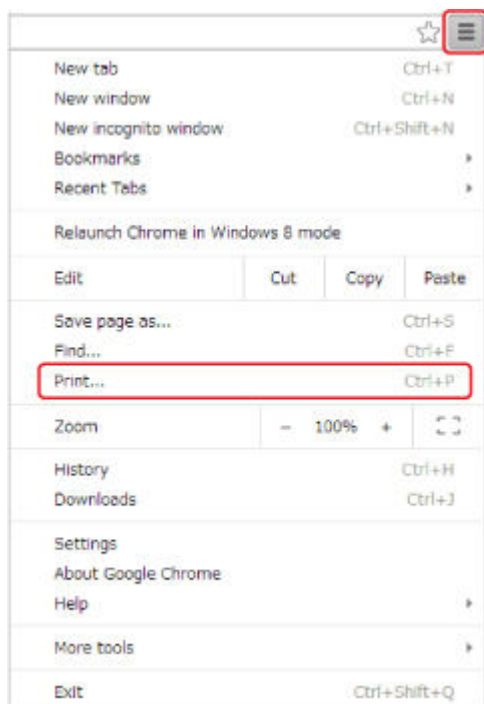 New tab Ctrl+T
New window Ctrl+N
New incognito window Ctrl+Shift+N
Bookmarks
Recent Tabs
Relaunch Chrome in Windows 8 mode
Edit Cut Copy Paste
Save page as... Ctrl+S
Find... Ctrl+F
Print... Ctrl+P
Zoom − 100% +
History Ctrl+H
Downloads Ctrl+J
Settings
About Google Chrome
Help
More tools
Exit Ctrl+Shift+Q